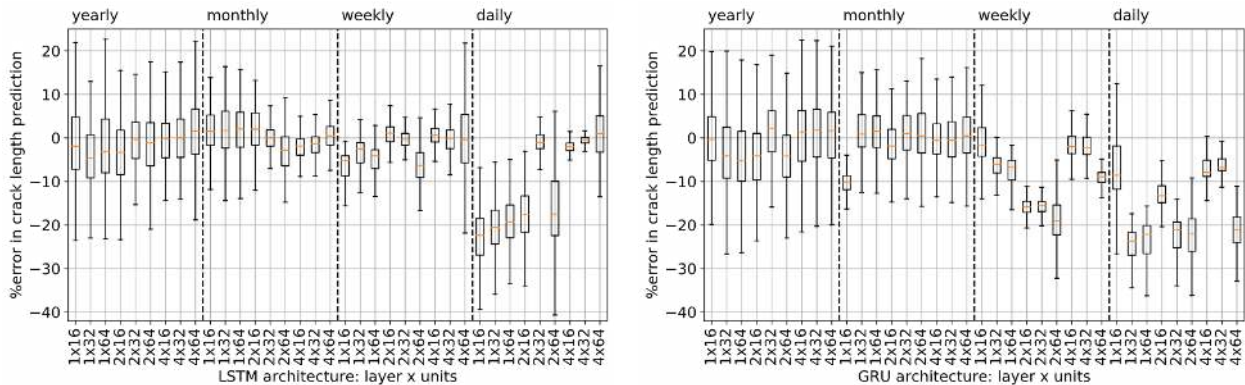 yearly monthly weekly daily
%error in crack length prediction
20
10
0
−10
−20
−30
−40
1x16 1x32 1x64 2x16 2x32 2x64 4x16 4x32 4x64 1x16 1x32 1x64 2x16 2x32 2x64 4x16 4x32 4x64 1x16 1x32 1x64 2x16 2x32 2x64 4x16 4x32 4x64 1x16 1x32 1x64 2x16 2x32 2x64 4x16 4x32 4x64
LSTM architecture: layer x units
yearly monthly weekly daily
%error in crack length prediction
20
10
0
−10
−20
−30
−40
1x16 1x32 1x64 2x16 2x32 2x64 4x16 4x32 4x64 1x16 1x32 1x64 2x16 2x32 2x64 4x16 4x32 4x64 1x16 1x32 1x64 2x16 2x32 2x64 4x16 4x32 4x64 1x16 1x32 1x64 2x16 2x32 2x64 4x16 4x32 4x64
GRU architecture: layer x units